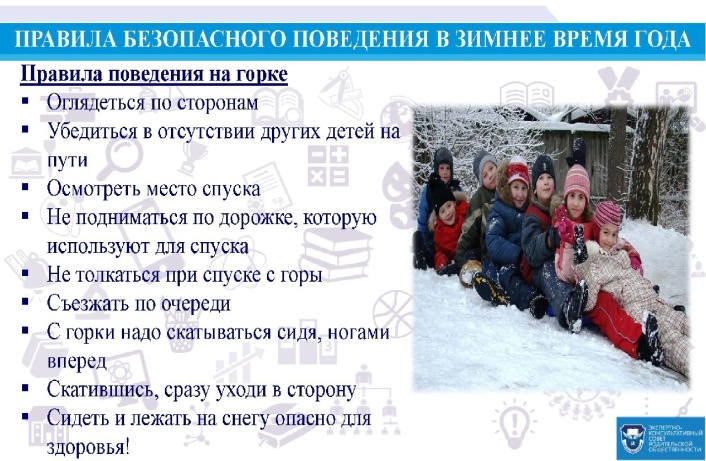 ПРАВИЛА БЕЗОПАСНОГО ПОВЕДЕНИЯ В ЗИМНЕЕ ВРЕМЯ ГОДА
Правила поведения на горке
▪ Оглядеться по сторонам
▪ Убедиться в отсутствии других детей на
пути
▪ Осмотреть место спуска
▪ Не подниматься по дорожке, которую
используют для спуска
▪ Не толкаться при спуске с горы
▪ Съезжать по очереди
▪ С горки надо скатываться сидя, ногами
вперед
▪ Скатившись, сразу уходи в сторону
▪ Сидеть и лежать на снегу опасно для
здоровья!
ЭКСПЕРТНО-
КОНСУЛЬТАТИВНЫЙ
СОВЕТ
РОДИТЕЛЬСКОЙ
ОБЩЕСТВЕННОСТИ